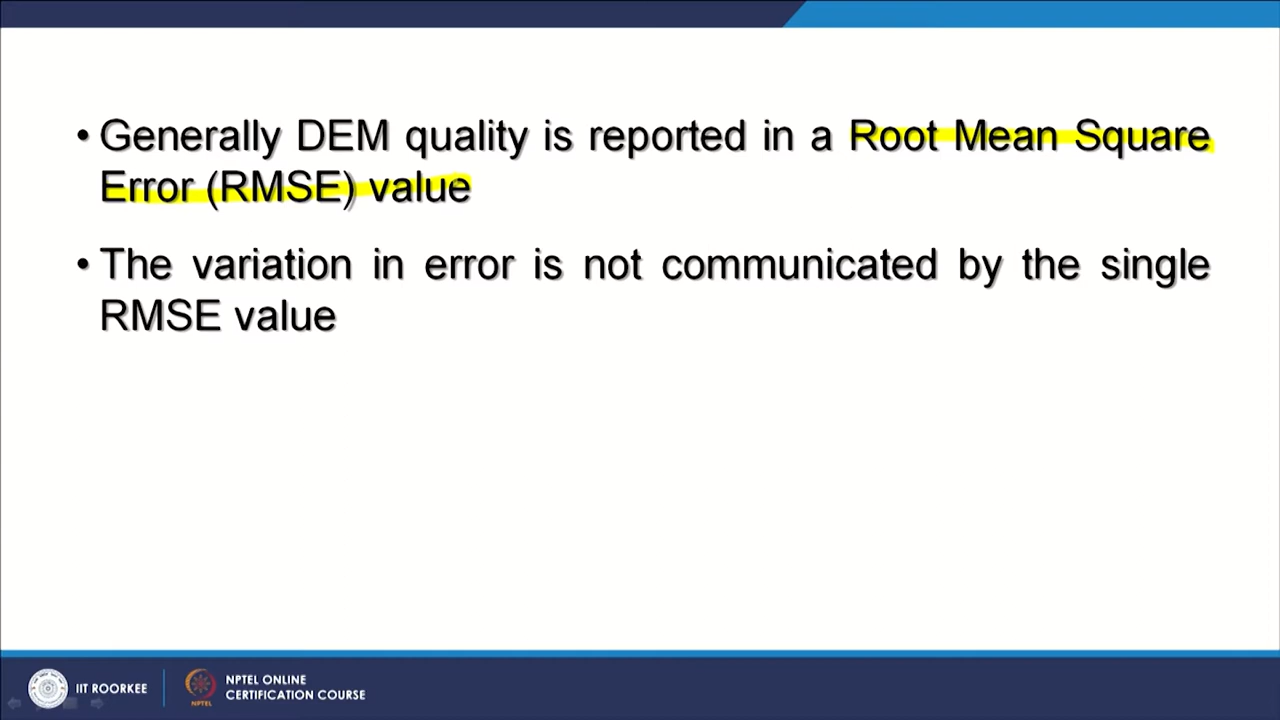 • Generally DEM quality is reported in a Root Mean Square
Error (RMSE) value
• The variation in error is not communicated by the single
RMSE value
IIT ROORKEE
NPTEL ONLINE
CERTIFICATION COURSE
NPTEL